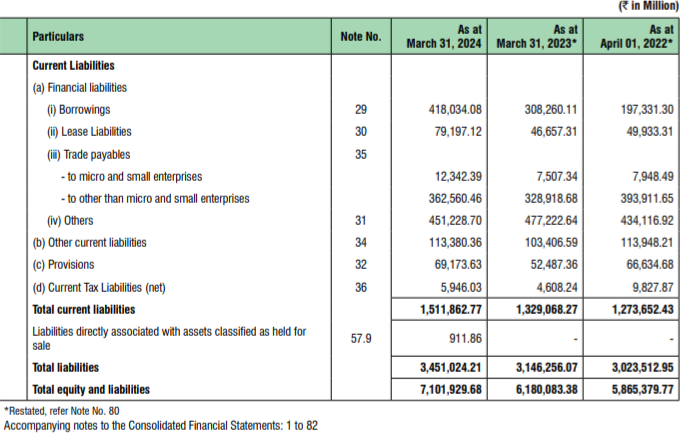 (₹ in Million)
Particulars Note No. As at March 31, 2024 As at March 31, 2023* As at April 01, 2022*
Current Liabilities
(a) Financial liabilities
(i) Borrowings 29 418,034.08 308,260.11 197,331.30
(ii) Lease Liabilities 30 79,197.12 46,657.31 49,933.31
(iii) Trade payables 35
- to micro and small enterprises 12,342.39 7,507.34 7,948.49
- to other than micro and small enterprises 362,560.46 328,918.68 393,911.65
(iv) Others 31 451,228.70 477,222.64 434,116.92
(b) Other current liabilities 34 113,380.36 103,406.59 113,948.21
(c) Provisions 32 69,173.63 52,487.36 66,634.68
(d) Current Tax Liabilities (net) 36 5,946.03 4,608.24 9,827.87
Total current liabilities 1,511,862.77 1,329,068.27 1,273,652.43
Liabilities directly associated with assets classified as held for
sale 57.9 911.86 - -
Total liabilities 3,451,024.21 3,146,256.07 3,023,512.95
Total equity and liabilities 7,101,929.68 6,180,083.38 5,865,379.77
*Restated, refer Note No. 80
Accompanying notes to the Consolidated Financial Statements: 1 to 82